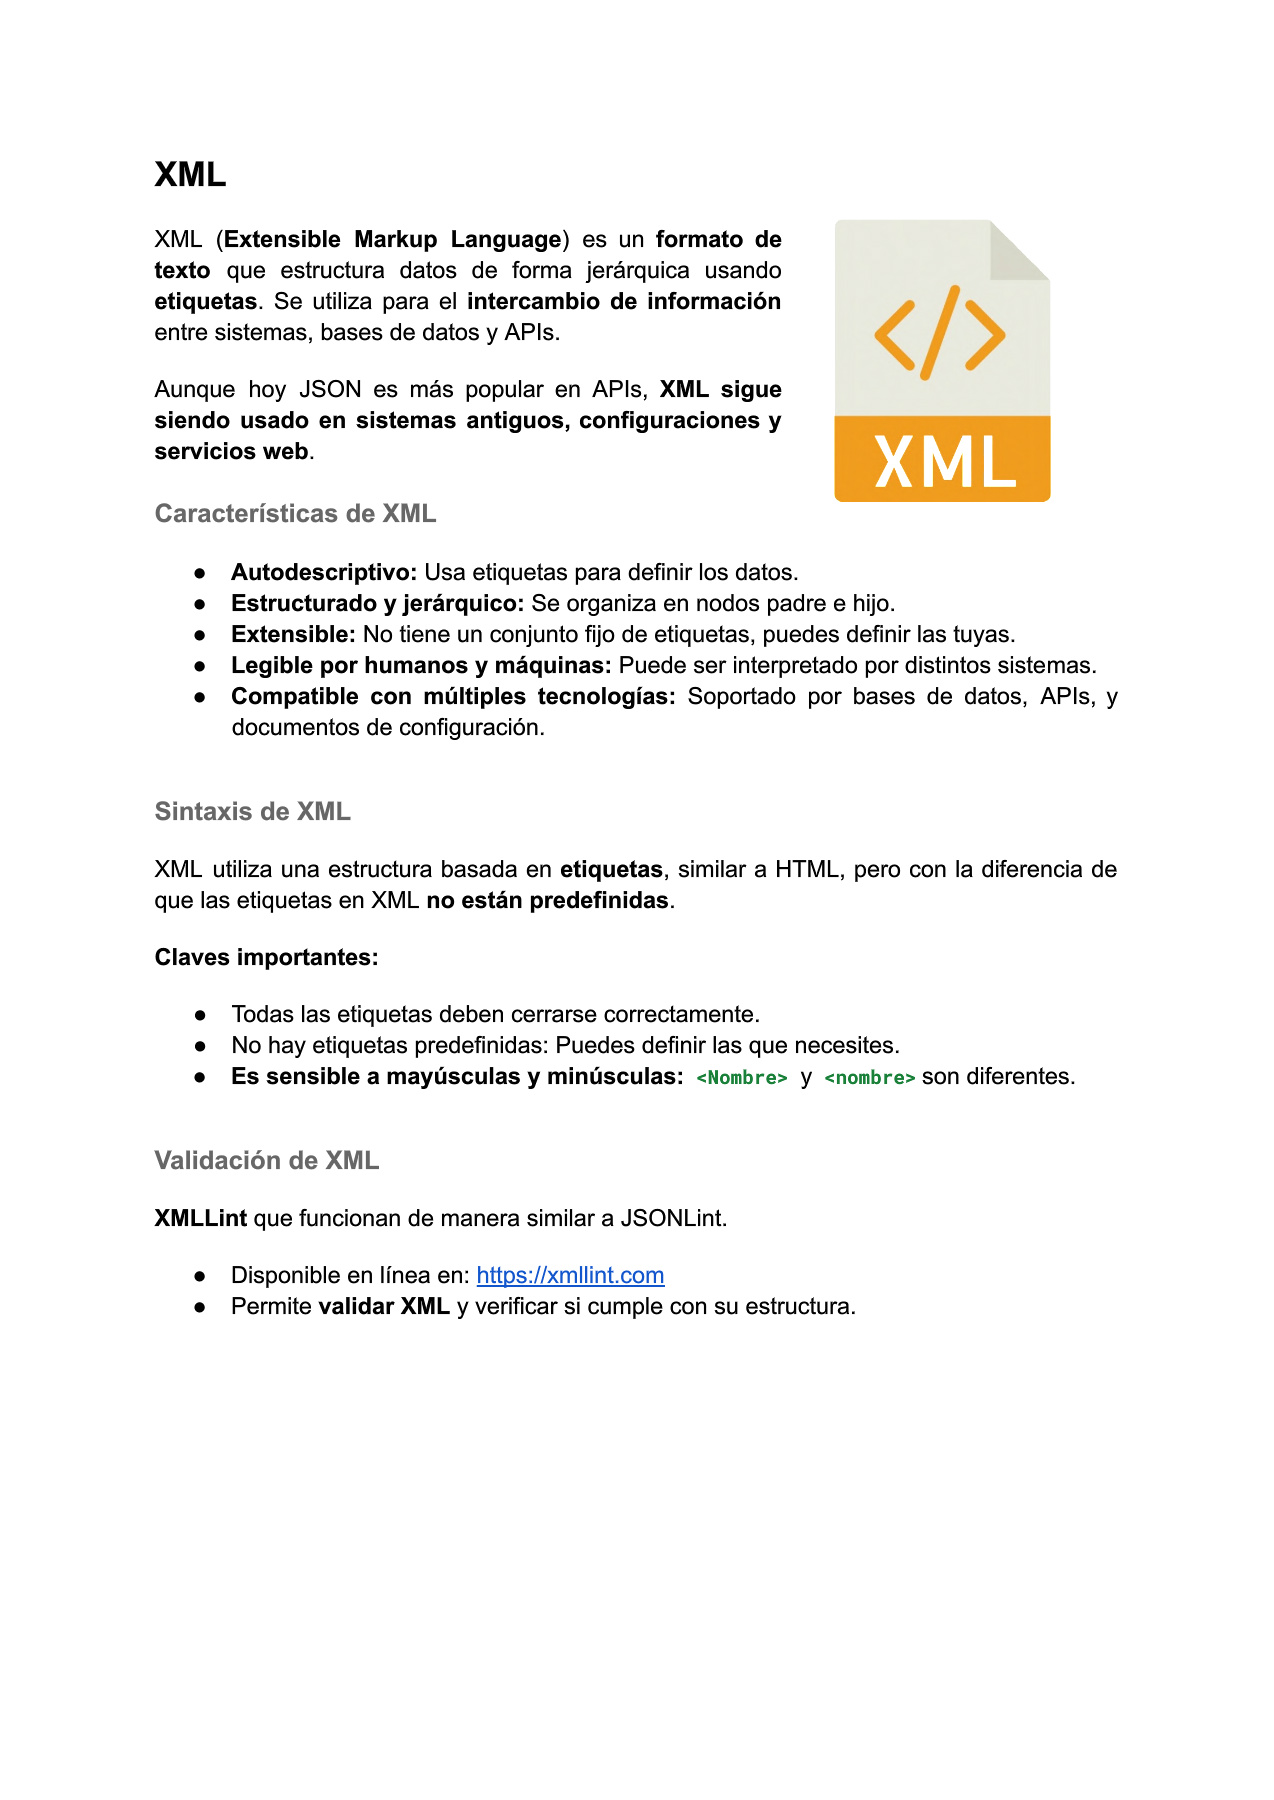 XML
XML (Extensible Markup Language) es un formato de
texto que estructura datos de forma jerárquica usando
etiquetas. Se utiliza para el intercambio de información
entre sistemas, bases de datos y APIs.
Aunque hoy JSON es más popular en APIs, XML sigue
siendo usado en sistemas antiguos, configuraciones y
servicios web.
</>
XML
Características de XML
● Autodescriptivo: Usa etiquetas para definir los datos.
● Estructurado y jerárquico: Se organiza en nodos padre e hijo.
● Extensible: No tiene un conjunto fijo de etiquetas, puedes definir las tuyas.
● Legible por humanos y máquinas: Puede ser interpretado por distintos sistemas.
● Compatible con múltiples tecnologías: Soportado por bases de datos, APIs, y
documentos de configuración.
Sintaxis de XML
XML utiliza una estructura basada en etiquetas, similar a HTML, pero con la diferencia de
que las etiquetas en XML no están predefinidas.
Claves importantes:
● Todas las etiquetas deben cerrarse correctamente.
● No hay etiquetas predefinidas: Puedes definir las que necesites.
● Es sensible a mayúsculas y minúsculas: <Nombre> y <nombre> son diferentes.
Validación de XML
XMLLint que funcionan de manera similar a JSONLint.
● Disponible en línea en: https://xmllint.com
● Permite validar XML y verificar si cumple con su estructura.